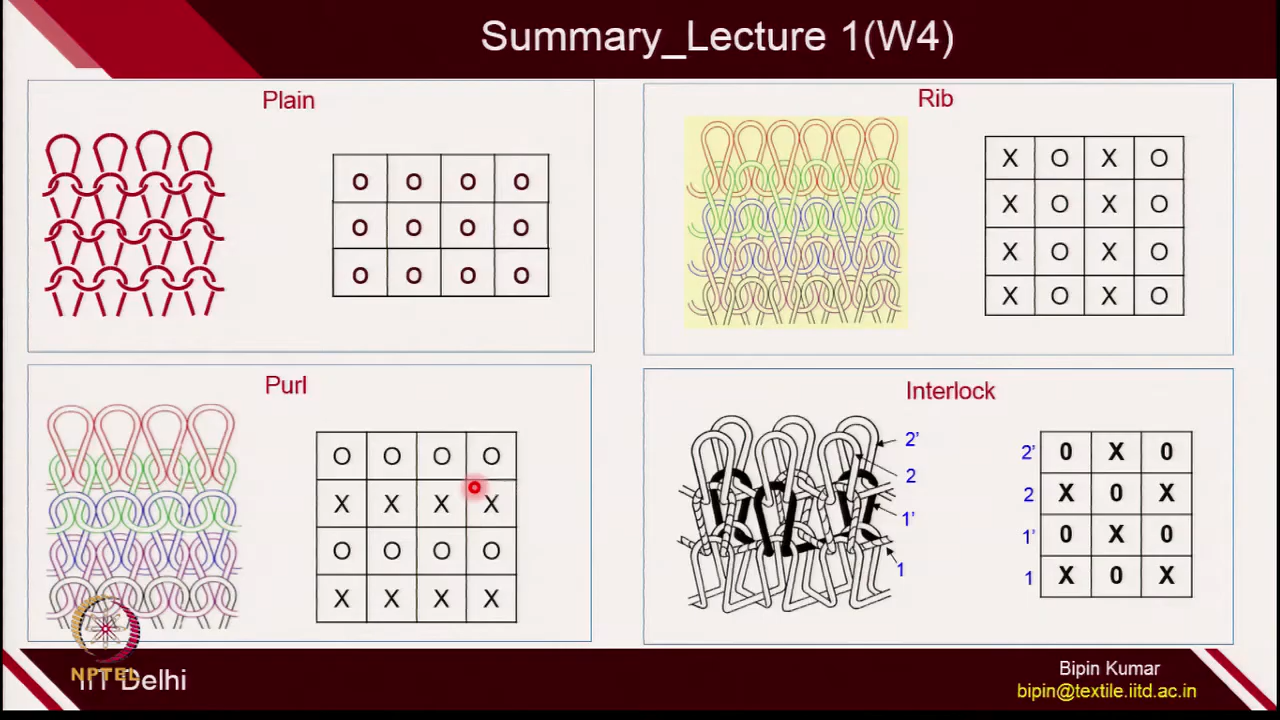 Summary_Lecture 1(W4)
Plain
O O O O
O O O O
O O O O
Rib
X O X O
X O X O
X O X O
X O X O
Purl
O O O O
X X X X
O O O O
X X X X
Interlock
2'
2
1'
1
2' 0 X 0
2 X 0 X
1' 0 X 0
1 X 0 X
NPTEL
IIT Delhi
Bipin Kumar
bipin@textile.iitd.ac.in